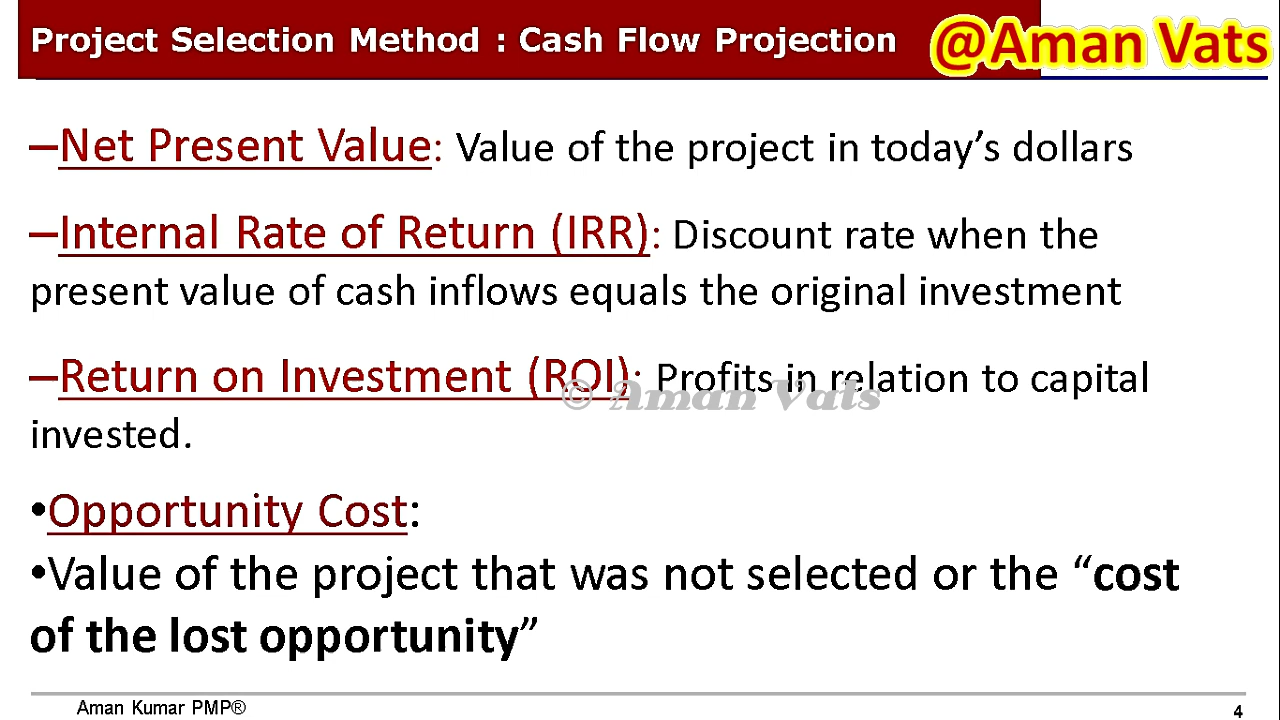 Project Selection Method : Cash Flow Projection
@Aman Vats
–Net Present Value: Value of the project in today’s dollars
–Internal Rate of Return (IRR): Discount rate when the
present value of cash inflows equals the original investment
–Return on Investment (ROI): Profits in relation to capital
© Aman Vats
invested.
•Opportunity Cost:
•Value of the project that was not selected or the “cost
of the lost opportunity”
Aman Kumar PMP®
4